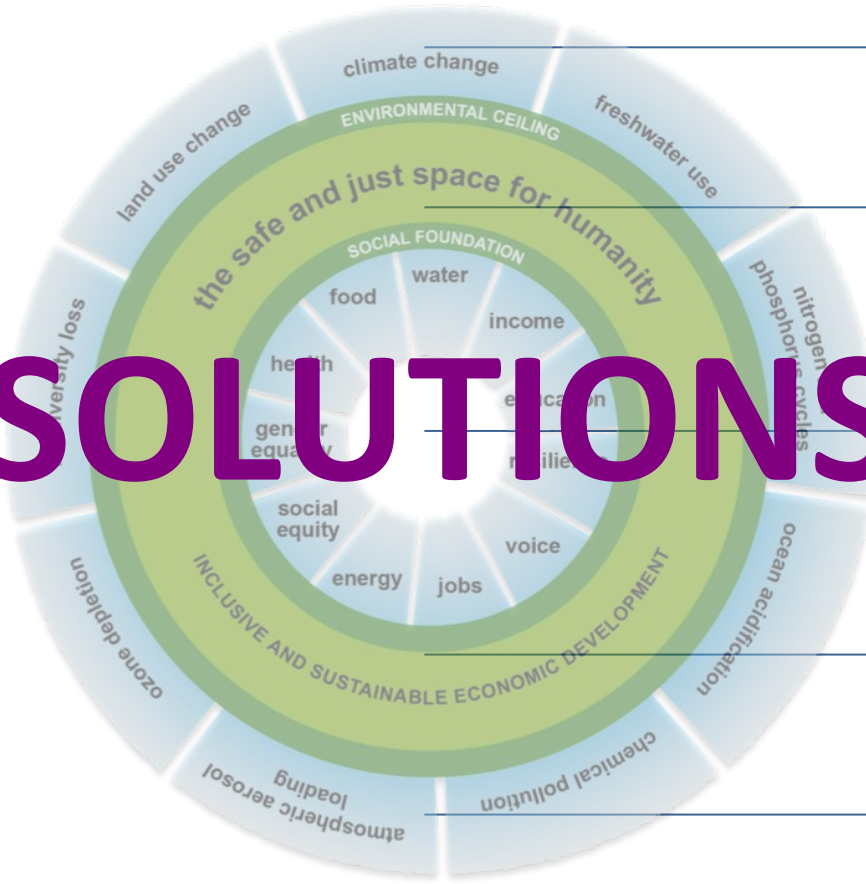 climate change
freshwater use
nitrogen
phosphorus cycles
ocean acidification
chemical pollution
atmospheric aerosol
loading
ozone depletion
land use change
ENVIRONMENTAL CEILING
the safe and just space for humanity
SOCIAL FOUNDATION
water
income
voice
jobs
energy
social
equity
food
SOLUTIONS
INCLUSIVE AND SUSTAINABLE ECONOMIC DEVELOPMENT